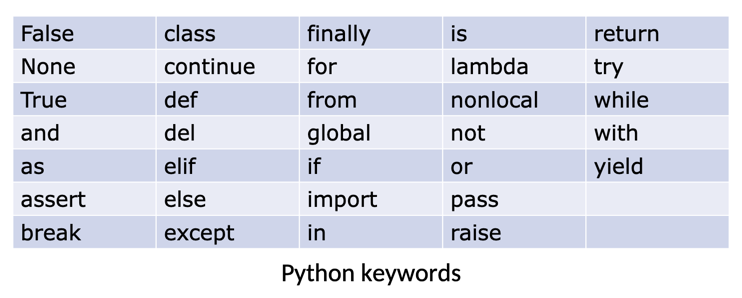 False class finally is return
None continue for lambda try
True def from nonlocal while
and del global not with
as elif if or yield
assert else import pass
break except in raise
Python keywords